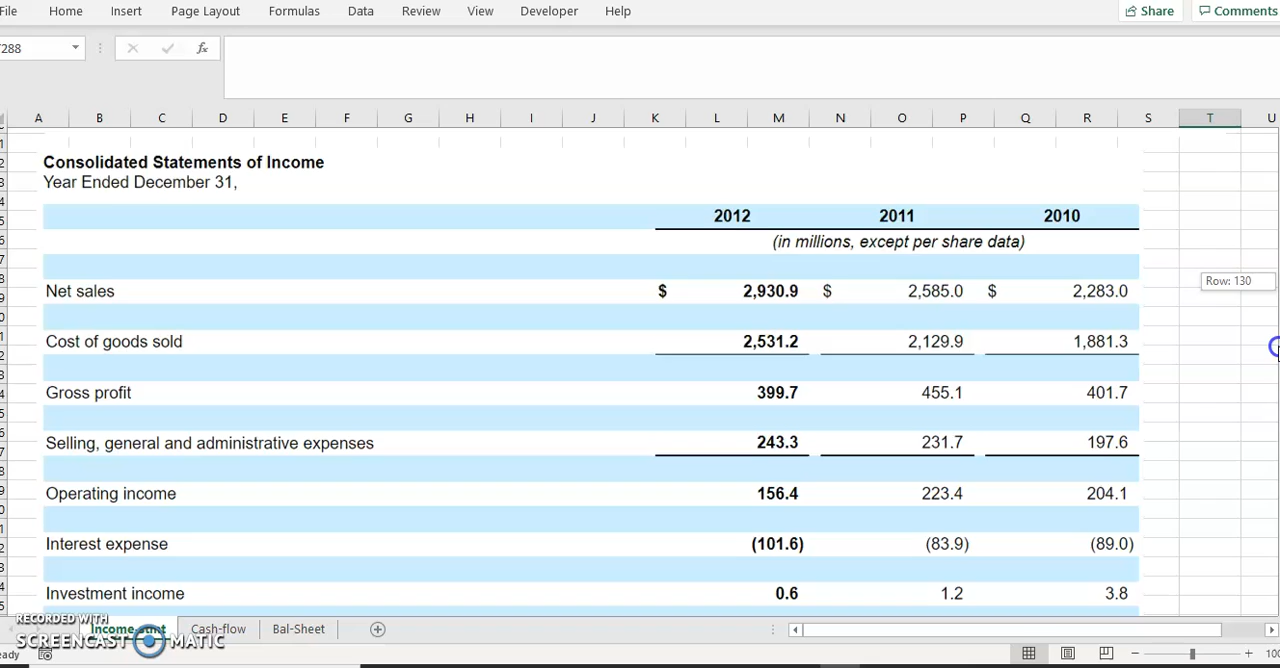 File Home Insert Page Layout Formulas Data Review View Developer Help Share Comments
288 fx
A B C D E F G H I J K L M N O P Q R S T U
Consolidated Statements of Income
Year Ended December 31,
2012 2011 2010
(in millions, except per share data)
Row: 130
Net sales $ 2,930.9 $ 2,585.0 $ 2,283.0
Cost of goods sold 2,531.2 2,129.9 1,881.3
Gross profit 399.7 455.1 401.7
Selling, general and administrative expenses 243.3 231.7 197.6
Operating income 156.4 223.4 204.1
Interest expense (101.6) (83.9) (89.0)
Investment income 0.6 1.2 3.8
RECORDED WITH
SCREENCAST MATIC
Cash-flow Bal-Sheet
eady 100